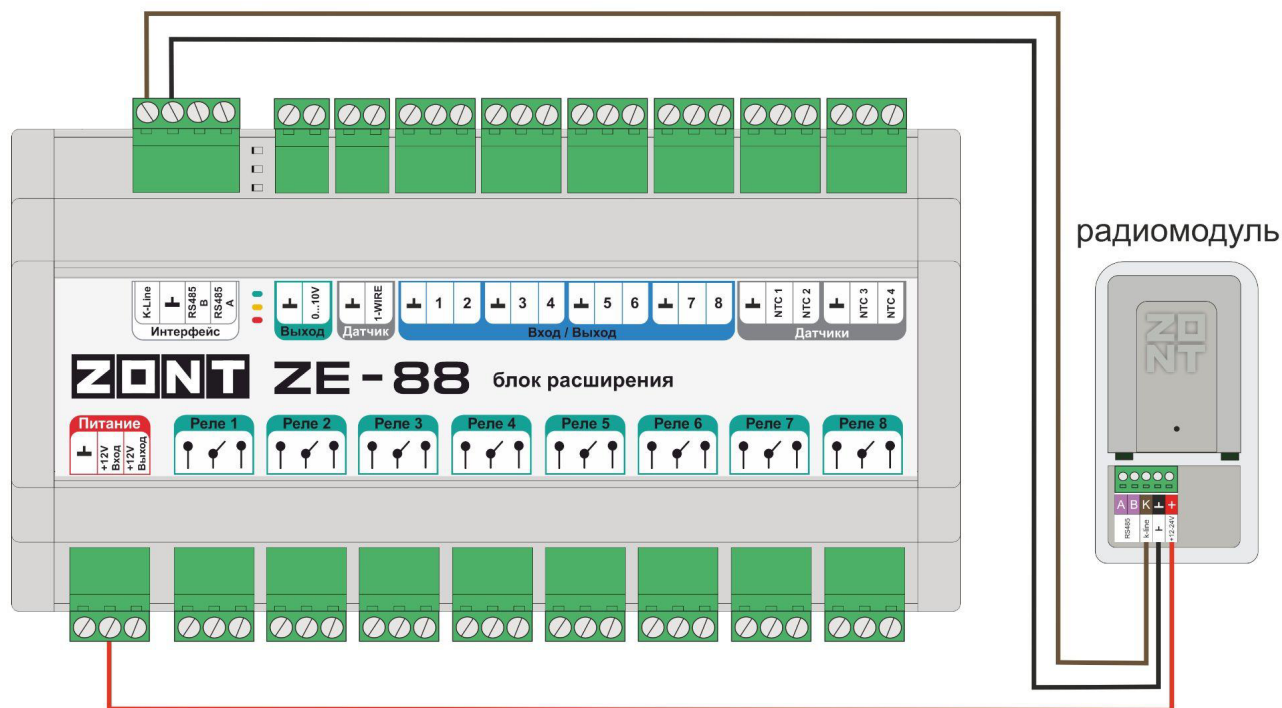 радиомодуль
ZONT
K-Line
RS485 B
RS485 A
Интерфейс
0...10V
Выход
1-WIRE
Датчик
1 2 3 4 5 6 7 8
Вход / Выход
NTC 1 NTC 2 NTC 3 NTC 4
Датчики
ZONT ZE-88 блок расширения
Питание
+12V Вход
+12V Выход
Реле 1 Реле 2 Реле 3 Реле 4 Реле 5 Реле 6 Реле 7 Реле 8
A B K +
RS485 k-line +12-24V